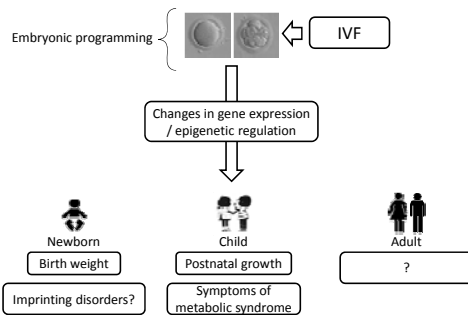 Embryonic programming
IVF
Changes in gene expression
/ epigenetic regulation
Newborn
Child
Adult
Birth weight
Postnatal growth
?
Imprinting disorders?
Symptoms of
metabolic syndrome